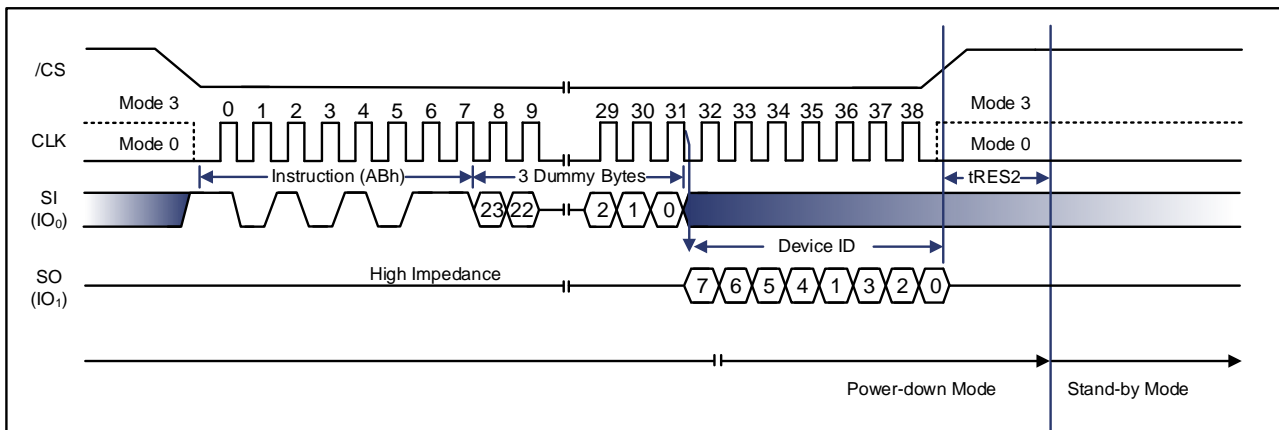 /CS
Mode 3
0 1 2 3 4 5 6 7 8 9 29 30 31 32 33 34 35 36 37 38
Mode 3
CLK
Mode 0
Mode 0
Instruction (ABh)
3 Dummy Bytes
tRES2
SI
(IO0)
23 22 2 1 0
Device ID
High Impedance
SO
(IO1)
7 6 5 4 1 3 2 0
Power-down Mode
Stand-by Mode